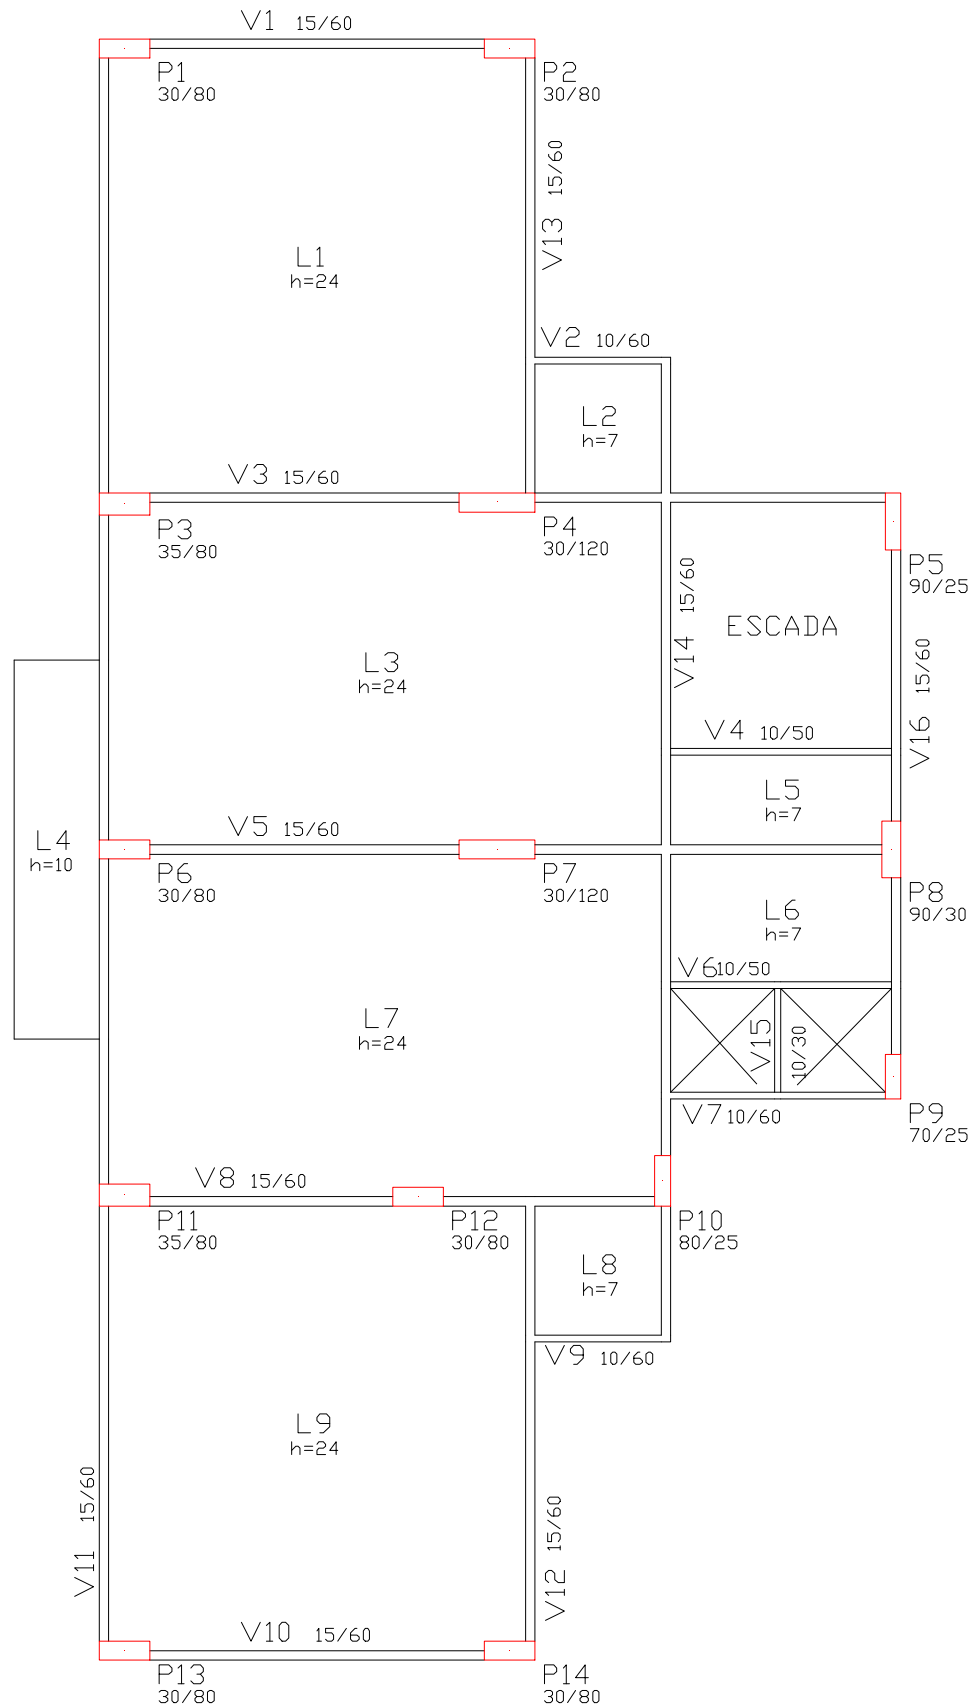 V1 15/60
P1
30/80
P2
30/80
V13 15/60
L1
h=24
V2 10/60
L2
h=7
V3 15/60
P3
35/80
P4
30/120
P5
90/25
V14 15/60
ESCADA
V16 15/60
L3
h=24
V4 10/50
L5
h=7
L4
h=10
V5 15/60
P6
30/80
P7
30/120
P8
90/30
L6
h=7
V6 10/50
L7
h=24
V15 10/30
V7 10/60
P9
70/25
V8 15/60
P11
35/80
P12
30/80
P10
80/25
L8
h=7
V9 10/60
L9
h=24
V11 15/60
V12 15/60
V10 15/60
P13
30/80
P14
30/80